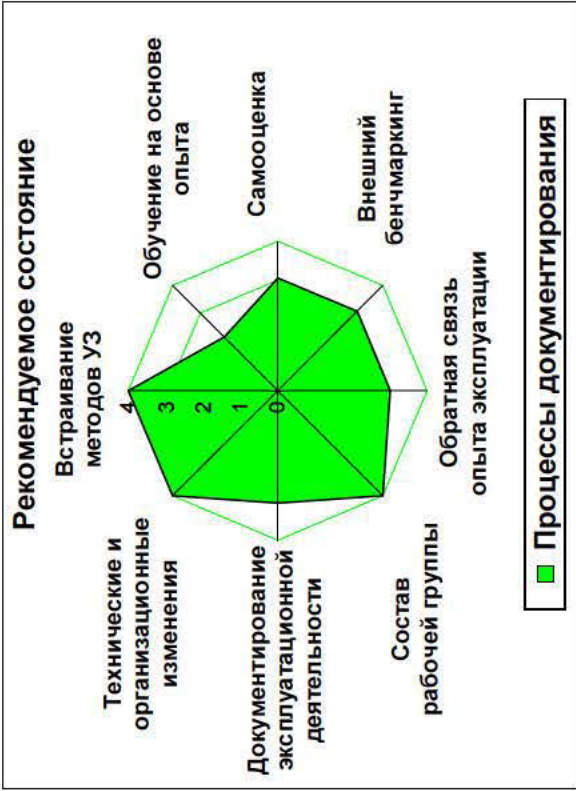 Рекомендуемое состояние
Встраивание
методов УЗ
Обучение на основе
опыта
Самооценка
Внешний
бенчмаркинг
Обратная связь
опыта эксплуатации
Состав
рабочей группы
Документирование
эксплуатационной
деятельности
Технические и
организационные
изменения
4
3
2
1
0
Процессы документирования